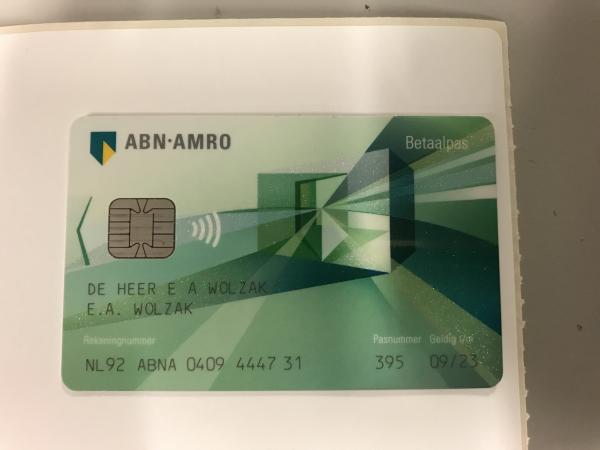 ABN·AMRO
Betaalpas
DE HEER E A WOLZAK
E.A. WOLZAK
Rekeningnummer Pasnummer Geldig t/m
NL92 ABNA 0409 4447 31 395 09/23